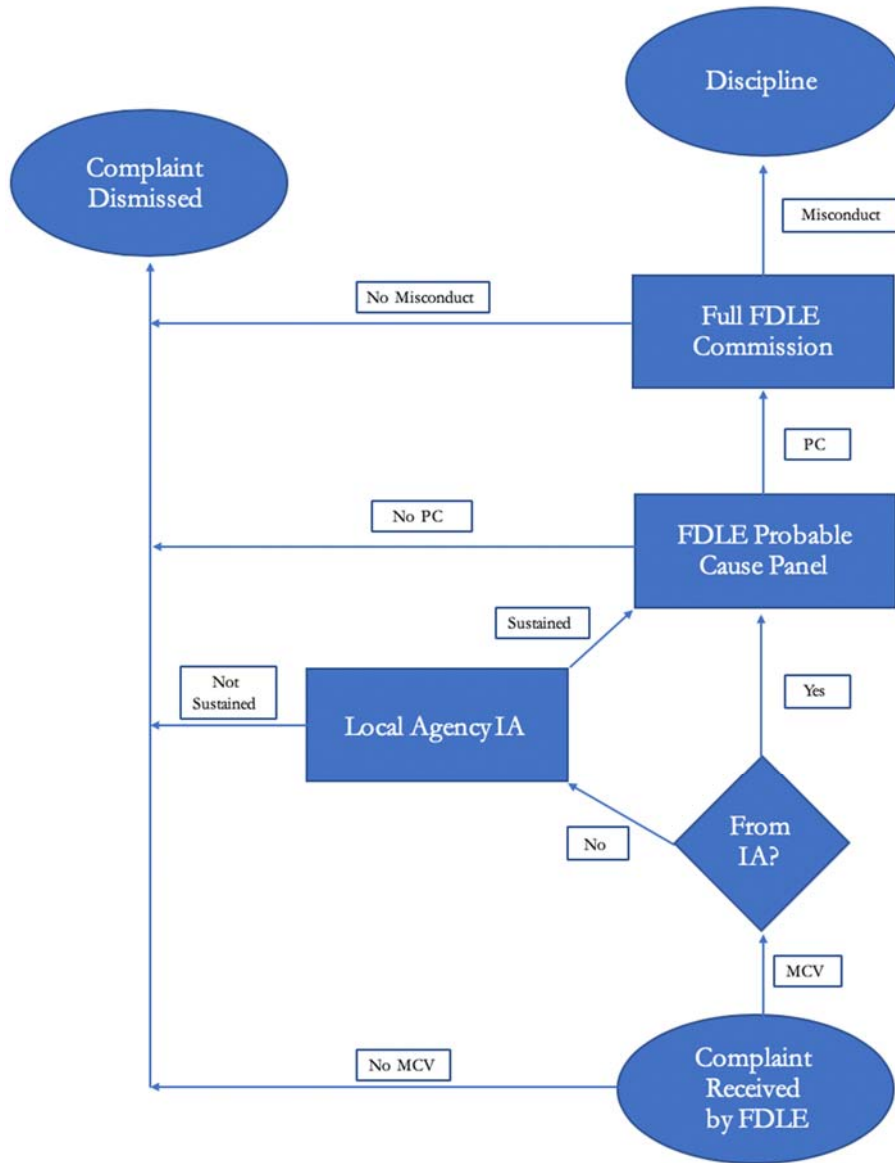 Discipline
Complaint
Dismissed
Misconduct
No Misconduct
Full FDLE
Commission
PC
No PC
FDLE Probable
Cause Panel
Sustained
Not
Sustained
Local Agency IA
Yes
From
IA?
No
MCV
No MCV
Complaint
Received
by FDLE